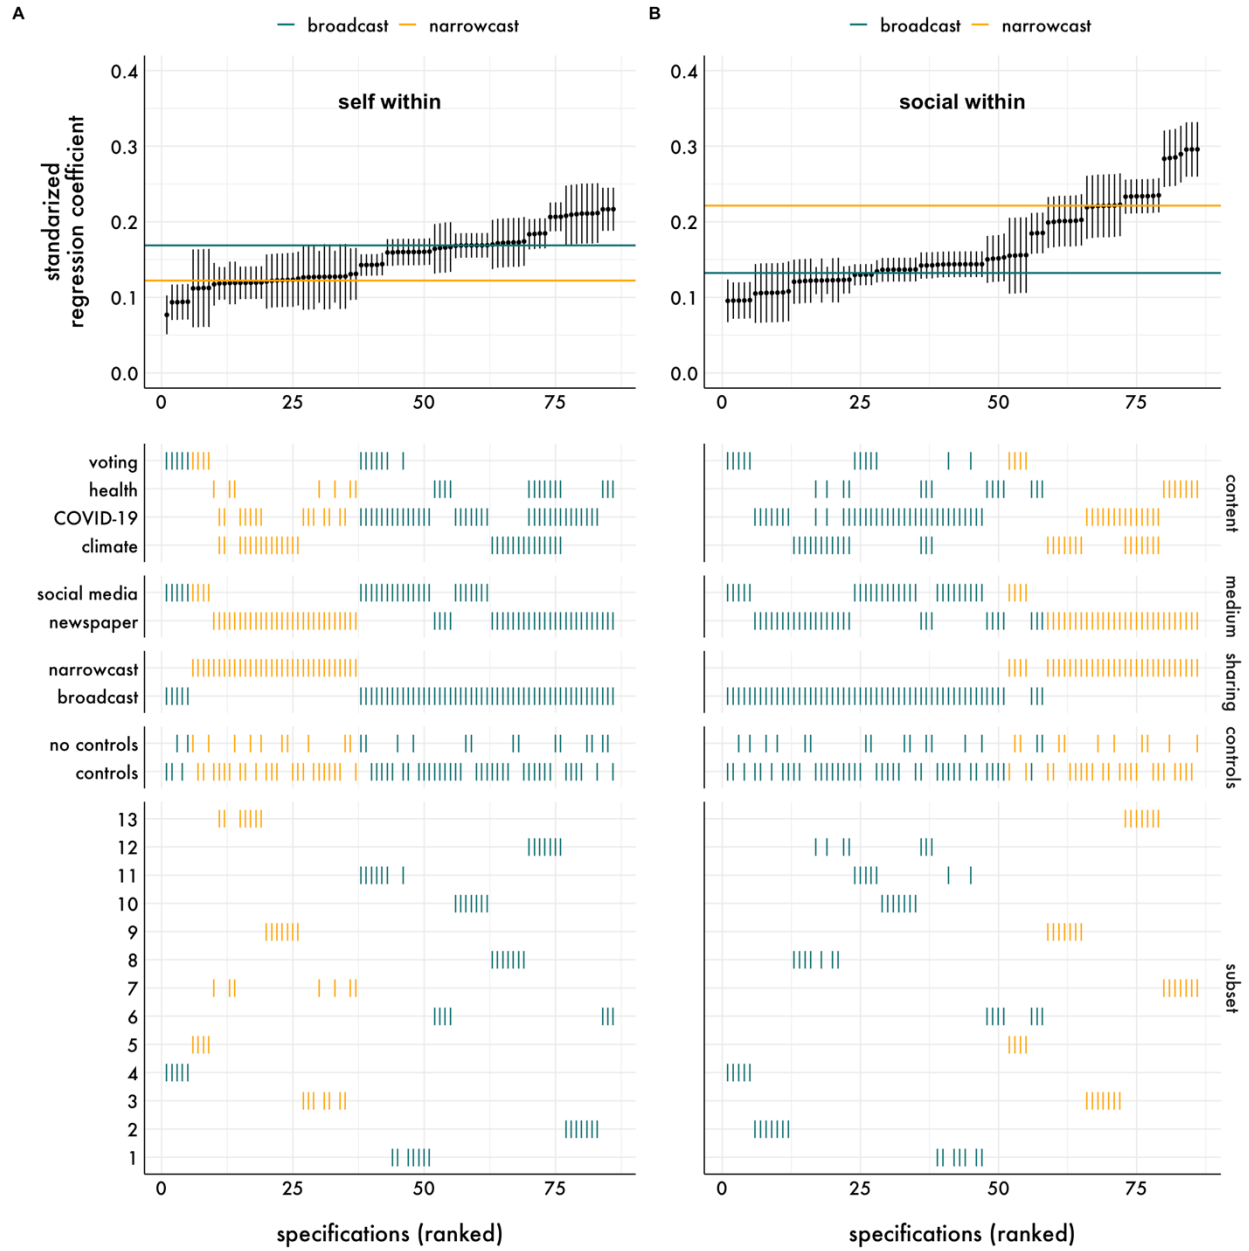 A
broadcast narrowcast
self within
standarized
regression coefficient
0.4
0.3
0.2
0.1
0.0
0 25 50 75
voting
health
COVID-19
climate
social media
newspaper
narrowcast
broadcast
no controls
controls
13
12
11
10
9
8
7
6
5
4
3
2
1
0 25 50 75
specifications (ranked)
B
broadcast narrowcast
social within
0.4
0.3
0.2
0.1
0.0
0 25 50 75
content
medium
sharing
controls
subset
0 25 50 75
specifications (ranked)